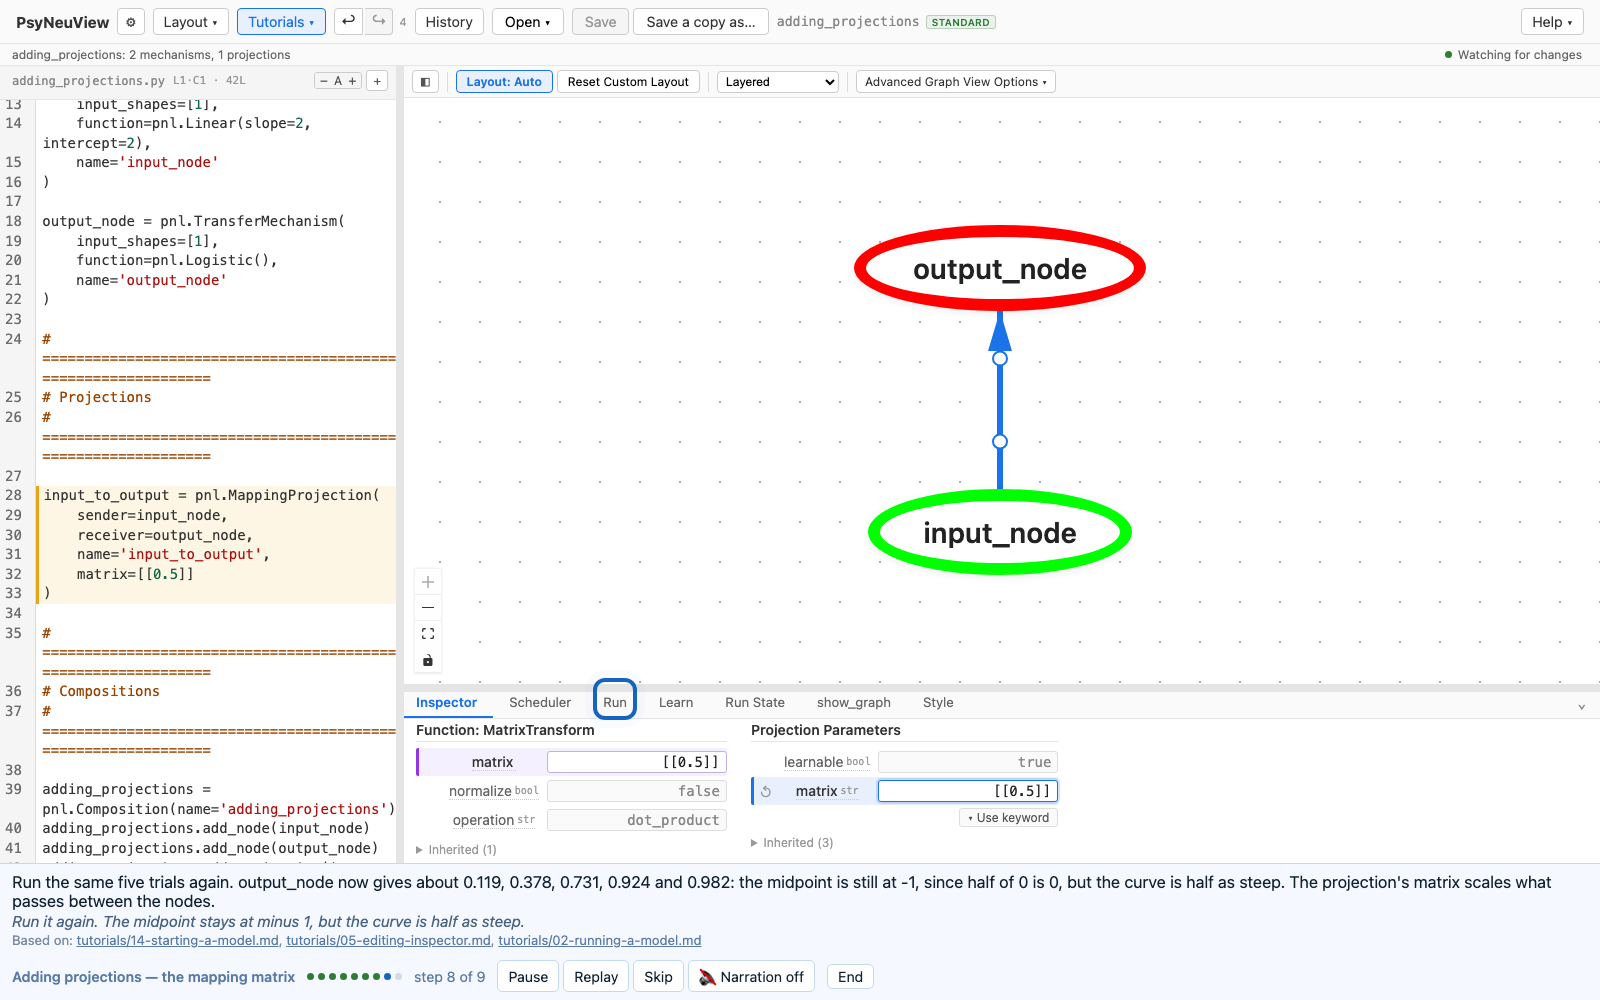 PsyNeuView ⚙ Layout ▾ Tutorials ▾ ↩ ↪ 4 History Open ▾ Save Save a copy as... adding_projections STANDARD Help ▾
adding_projections: 2 mechanisms, 1 projections Watching for changes
adding_projections.py L1·C1 · 42L − A + +
Layout: Auto Reset Custom Layout Layered Advanced Graph View Options ▾
13 input_shapes=[1],
14 function=pnl.Linear(slope=2,
intercept=2),
15 name='input_node'
16 )
17
18 output_node = pnl.TransferMechanism(
19 input_shapes=[1],
20 function=pnl.Logistic(),
21 name='output_node'
22 )
23
24 #
==========================================
====================
25 # Projections
26 #
==========================================
====================
27
28 input_to_output = pnl.MappingProjection(
29 sender=input_node,
30 receiver=output_node,
31 name='input_to_output',
32 matrix=[[0.5]]
33 )
34
35 #
==========================================
====================
36 # Compositions
37 #
==========================================
====================
38
39 adding_projections =
pnl.Composition(name='adding_projections')
40 adding_projections.add_node(input_node)
41 adding_projections.add_node(output_node)
output_node
input_node
Inspector Scheduler Run Learn Run State show_graph Style
Function: MatrixTransform
matrix [[0.5]]
normalize bool false
operation str dot_product
▶ Inherited (1)
Projection Parameters
learnable bool true
matrix str [[0.5]]
▾ Use keyword
▶ Inherited (3)
Run the same five trials again. output_node now gives about 0.119, 0.378, 0.731, 0.924 and 0.982: the midpoint is still at -1, since half of 0 is 0, but the curve is half as steep. The projection's matrix scales what
passes between the nodes.
Run it again. The midpoint stays at minus 1, but the curve is half as steep.
Based on: tutorials/14-starting-a-model.md, tutorials/05-editing-inspector.md, tutorials/02-running-a-model.md
Adding projections — the mapping matrix step 8 of 9 Pause Replay Skip Narration off End